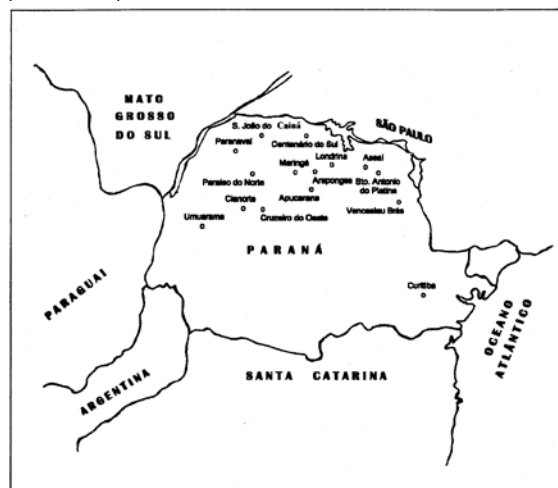 MATO
GROSSO
DO SUL
SÃO PAULO
S. João do Caiuá
Paranavaí
Centenário do Sul
Londrina
Maringá
Assaí
Paraíso do Norte
Arapongas
Sto. Antonio
da Platina
Apucarana
Cianorte
Cruzeiro do Oeste
Venceslau Brás
Umuarama
PARANÁ
Curitiba
PARAGUAI
OCEANO
ATLÂNTICO
ARGENTINA
SANTA CATARINA